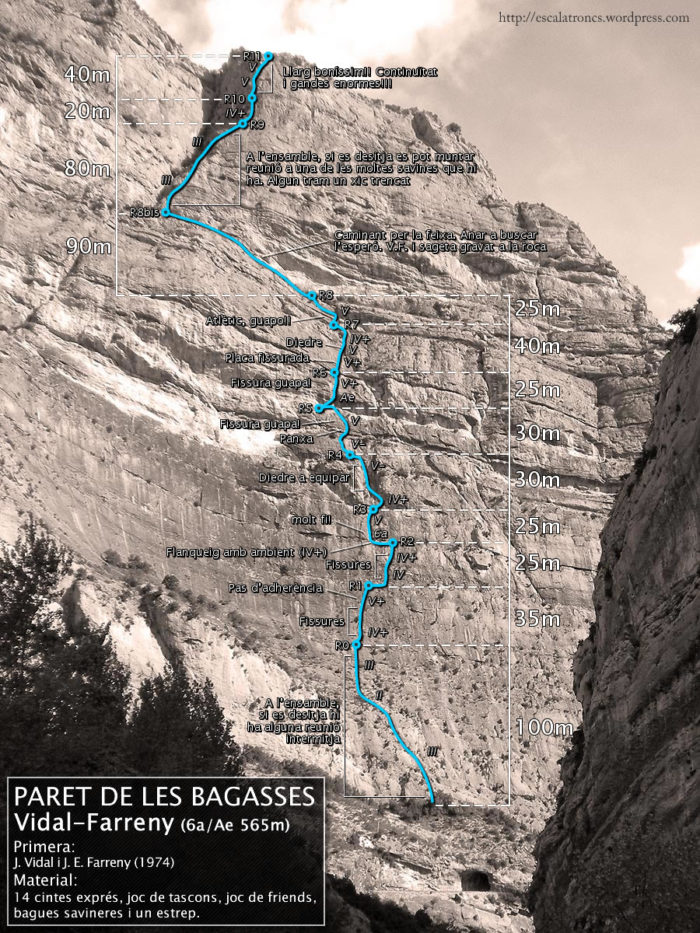 http://escalatroncs.wordpress.com
R11
40m
V
Llarg boníssim!! Continuïtat
i gandes enormes!!!
V
R10
20m
IV+
R9
III
A l'ensamble, si es desitja es pot muntar
reunió a una de les moltes savines que hi
ha. Algun tram un xic trencat
80m
III
R8bis
Caminant per la feixa. Anar a buscar
l'esperó. V.F. i sageta gravat a la roca
90m
R8
25m
V
Atlètic, guapo!!
R7
IV+
Diedre
V
40m
Placa fissurada
V+
R6
Fissura guapa!
V+
25m
Ae
R5
Fissura guapa!
V
30m
Panxa
V-
R4
V-
Diedre a equipar
30m
IV+
R3
molt fil
V
25m
6a
R2
Flanqueig amb ambient (IV+)
IV+
Fissures
25m
IV
R1
Pas d'adherència
V+
Fissures
35m
IV+
R0
III
II
A l'ensamble,
si es desitja hi
ha alguna reunió
intermitja
100m
III
PARET DE LES BAGASSES
Vidal-Farreny (6a/Ae 565m)
Primera:
J. Vidal i J. E. Farreny (1974)
Material:
14 cintes exprés, joc de tascons, joc de friends,
bagues savineres i un estrep.